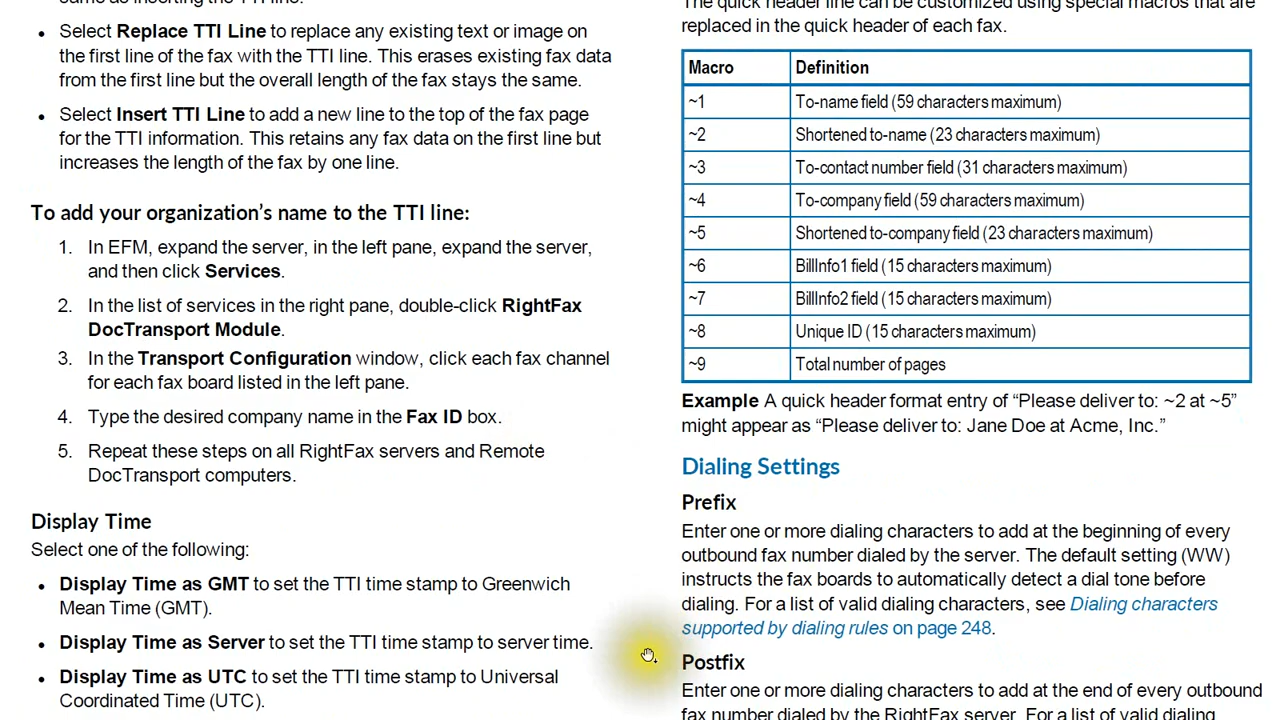 • Select Replace TTI Line to replace any existing text or image on
the first line of the fax with the TTI line. This erases existing fax data
from the first line but the overall length of the fax stays the same.
• Select Insert TTI Line to add a new line to the top of the fax page
for the TTI information. This retains any fax data on the first line but
increases the length of the fax by one line.
To add your organization’s name to the TTI line:
1. In EFM, expand the server, in the left pane, expand the server,
and then click Services.
2. In the list of services in the right pane, double-click RightFax
DocTransport Module.
3. In the Transport Configuration window, click each fax channel
for each fax board listed in the left pane.
4. Type the desired company name in the Fax ID box.
5. Repeat these steps on all RightFax servers and Remote
DocTransport computers.
Display Time
Select one of the following:
• Display Time as GMT to set the TTI time stamp to Greenwich
Mean Time (GMT).
• Display Time as Server to set the TTI time stamp to server time.
• Display Time as UTC to set the TTI time stamp to Universal
Coordinated Time (UTC).
The quick header line can be customized using special macros that are
replaced in the quick header of each fax.
Macro Definition
~1 To-name field (59 characters maximum)
~2 Shortened to-name (23 characters maximum)
~3 To-contact number field (31 characters maximum)
~4 To-company field (59 characters maximum)
~5 Shortened to-company field (23 characters maximum)
~6 BillInfo1 field (15 characters maximum)
~7 BillInfo2 field (15 characters maximum)
~8 Unique ID (15 characters maximum)
~9 Total number of pages
Example A quick header format entry of “Please deliver to: ~2 at ~5”
might appear as “Please deliver to: Jane Doe at Acme, Inc.”
Dialing Settings
Prefix
Enter one or more dialing characters to add at the beginning of every
outbound fax number dialed by the server. The default setting (WW)
instructs the fax boards to automatically detect a dial tone before
dialing. For a list of valid dialing characters, see Dialing characters
supported by dialing rules on page 248.
Postfix
Enter one or more dialing characters to add at the end of every outbound
fax number dialed by the RightFax server. For a list of valid dialing